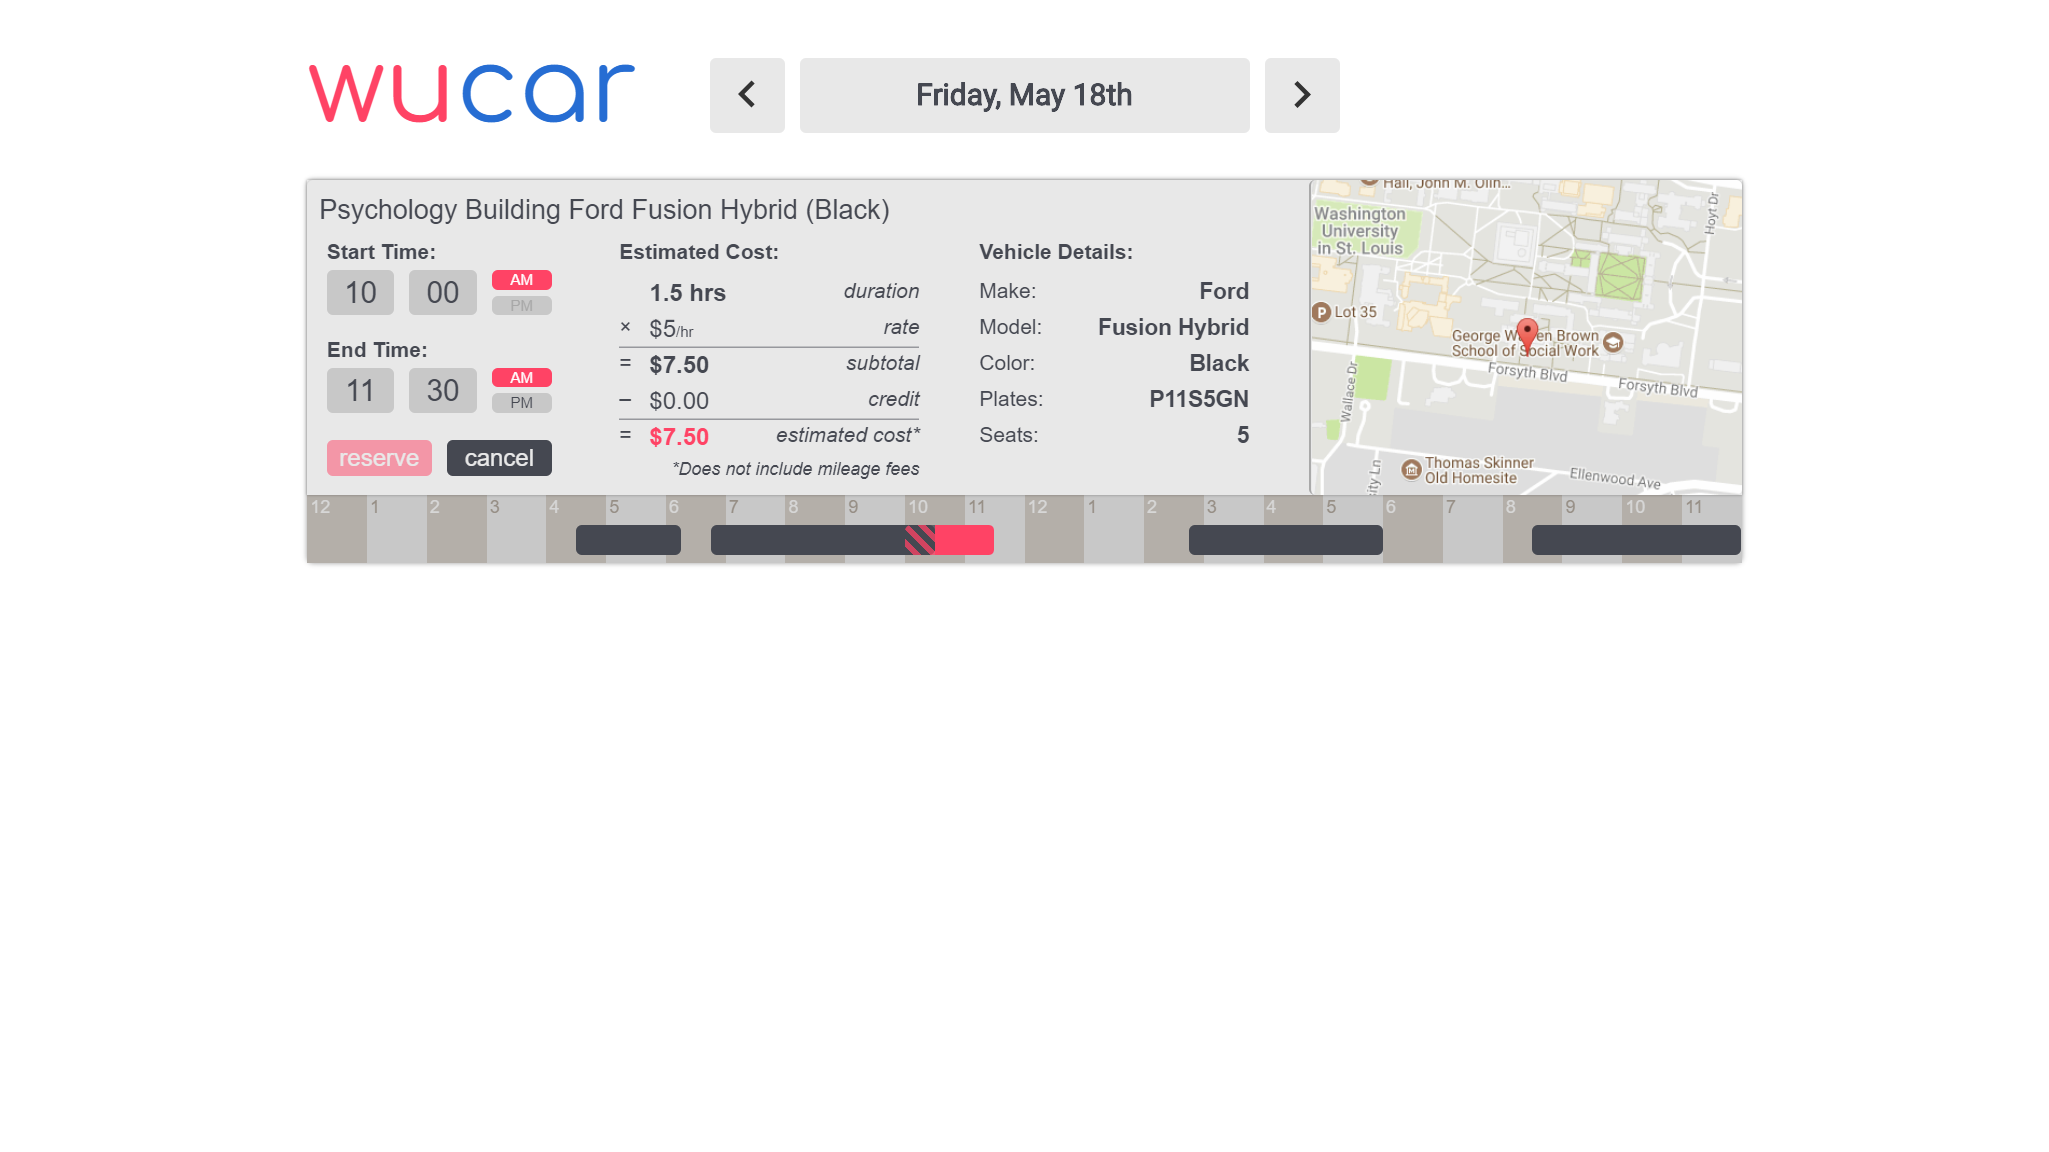 wucar
Friday, May 18th
Psychology Building Ford Fusion Hybrid (Black)
Start Time:
10 00 AM
PM
End Time:
11 30 AM
PM
reserve cancel
Estimated Cost:
1.5 hrs duration
× $5/hr rate
= $7.50 subtotal
– $0.00 credit
= $7.50 estimated cost*
*Does not include mileage fees
Vehicle Details:
Make: Ford
Model: Fusion Hybrid
Color: Black
Plates: P11S5GN
Seats: 5
Hall, John M. Olin...
Washington
University
in St. Louis
Hoyt Dr
P Lot 35
George W en Brown
School of Social Work
Forsyth Blvd
Forsyth Blvd
Wallace Dr
Thomas Skinner
Old Homesite
Ellenwood Ave
ity Ln
12 1 2 3 4 5 6 7 8 9 10 11 12 1 2 3 4 5 6 7 8 9 10 11